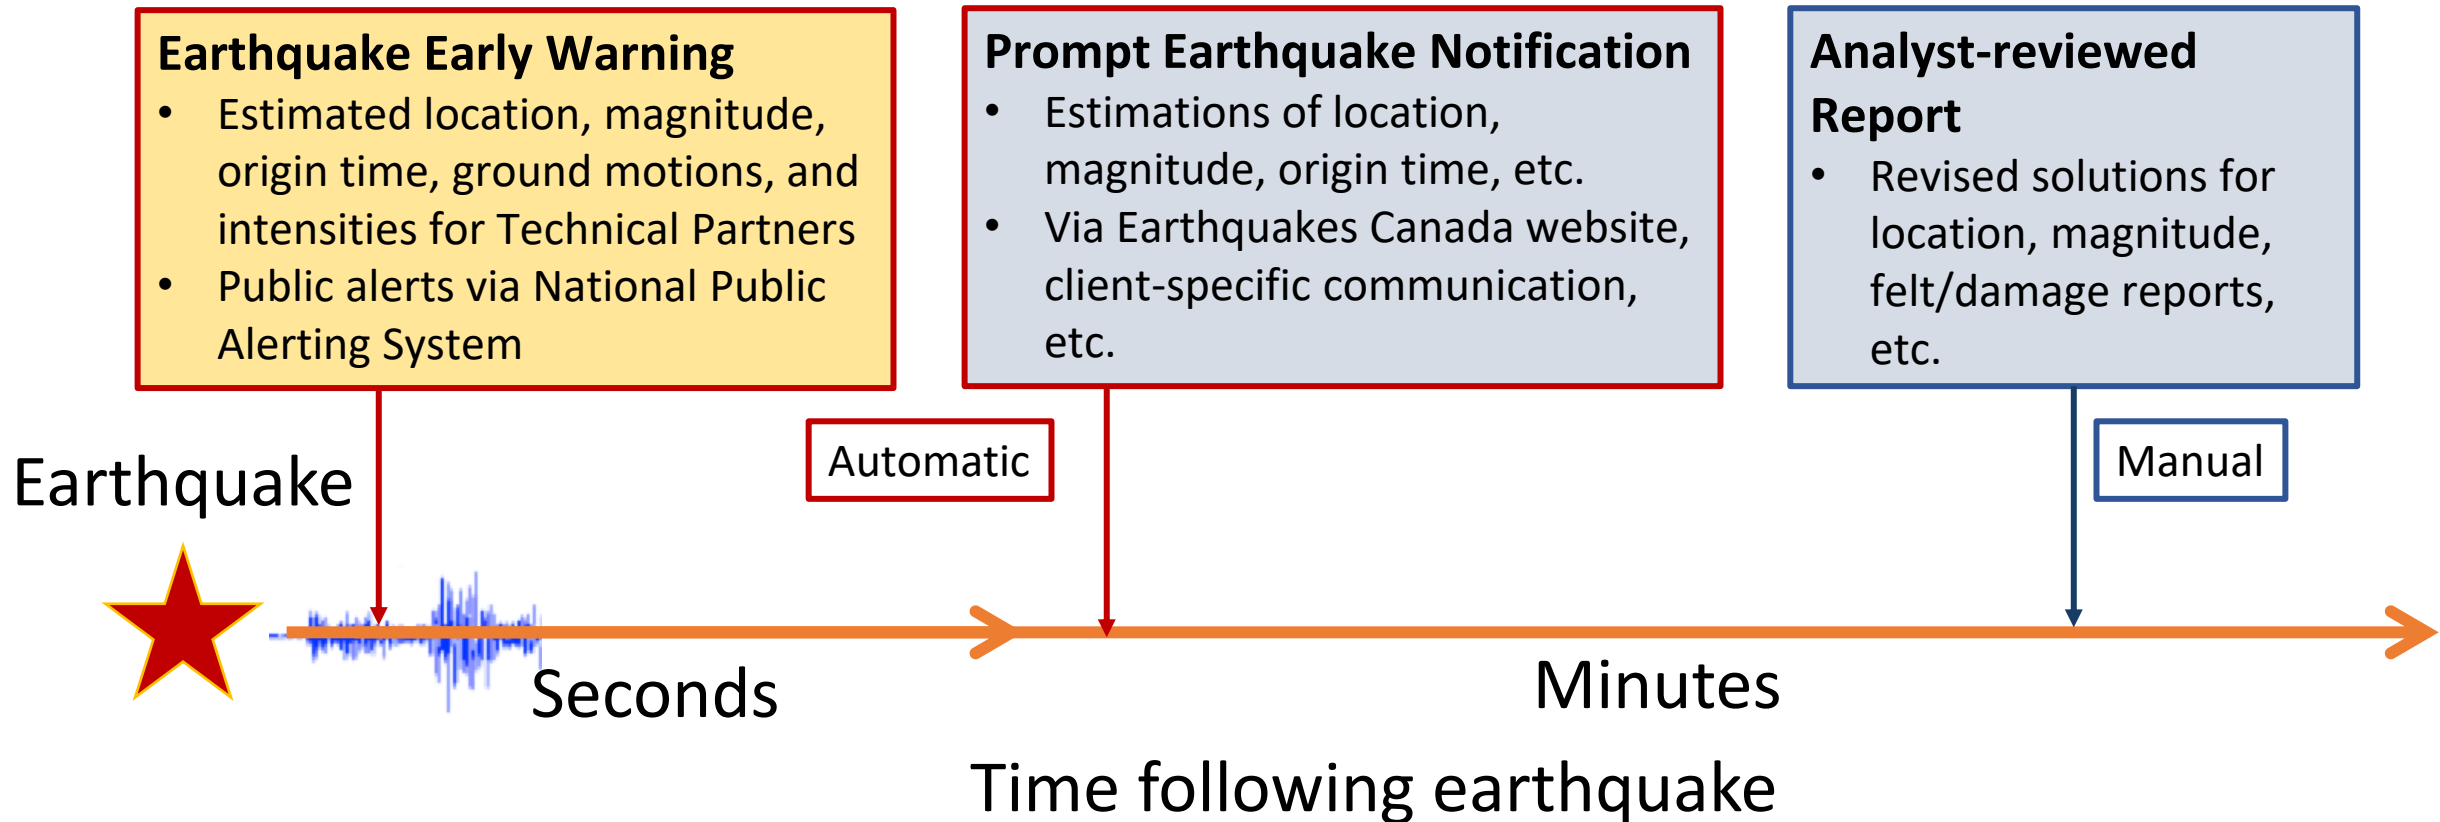 Earthquake Early Warning
• Estimated location, magnitude,
origin time, ground motions, and
intensities for Technical Partners
• Public alerts via National Public
Alerting System
Prompt Earthquake Notification
• Estimations of location,
magnitude, origin time, etc.
• Via Earthquakes Canada website,
client-specific communication,
etc.
Analyst-reviewed
Report
• Revised solutions for
location, magnitude,
felt/damage reports,
etc.
Automatic
Manual
Earthquake
Seconds
Minutes
Time following earthquake